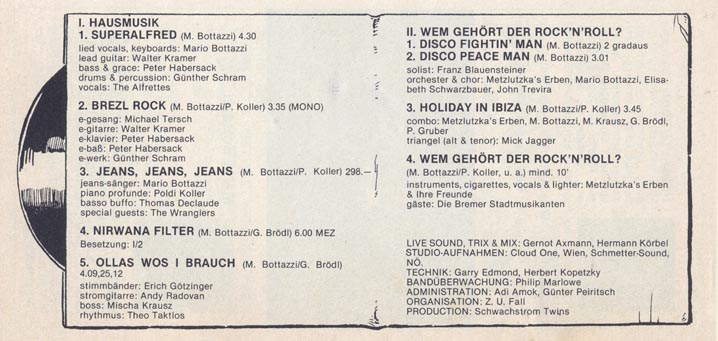 I. HAUSMUSIK
1. SUPERALFRED (M. Bottazzi) 4.30
lied vocals, keyboards: Mario Bottazzi
lead guitar: Walter Kramer
bass & grace: Peter Habersack
drums & percussion: Günther Schram
vocals: The Alfrettes
2. BREZL ROCK (M. Bottazzi/P. Koller) 3.35 (MONO)
e-gesang: Michael Tersch
e-gitarre: Walter Kramer
e-klavier: Peter Habersack
e-baß: Peter Habersack
e-werk: Günther Schram
3. JEANS, JEANS, JEANS (M. Bottazzi/P. Koller) 298.—
jeans-sänger: Mario Bottazzi
piano profunde: Poldi Koller
basso buffo: Thomas Declaude
special guests: The Wranglers
4. NIRWANA FILTER (M. Bottazzi/G. Brödl) 6.00 MEZ
Besetzung: I/2
5. OLLAS WOS I BRAUCH (M. Bottazzi/G. Brödl)
4.09,25,12
stimmbänder: Erich Götzinger
stromgitarre: Andy Radovan
boss: Mischa Krausz
rhythmus: Theo Taktlos
II. WEM GEHÖRT DER ROCK'N'ROLL?
1. DISCO FIGHTIN' MAN (M. Bottazzi) 2 gradaus
2. DISCO PEACE MAN (M. Bottazzi) 3.01
solist: Franz Blauensteiner
orchester & chor: Metzlutzka's Erben, Mario Bottazzi, Elisa-
beth Schwarzbauer, John Trevira
3. HOLIDAY IN IBIZA (M. Bottazzi/P. Koller) 3.45
combo: Metzlutzka's Erben, M. Bottazzi, M. Krausz, G. Brödl,
P. Gruber
triangel (alt & tenor): Mick Jagger
4. WEM GEHÖRT DER ROCK'N'ROLL?
(M. Bottazzi/P. Koller, u. a.) mind. 10'
instruments, cigarettes, vocals & lighter: Metzlutzka's Erben
& Ihre Freunde
gäste: Die Bremer Stadtmusikanten
LIVE SOUND, TRIX & MIX: Gernot Axmann, Hermann Körbel
STUDIO-AUFNAHMEN: Cloud One, Wien, Schmetter-Sound,
NÖ.
TECHNIK: Garry Edmond, Herbert Kopetzky
BANDÜBERWACHUNG: Philip Marlowe
ADMINISTRATION: Adi Amok, Günter Peiritsch
ORGANISATION: Z. U. Fall
PRODUCTION: Schwachstrom Twins